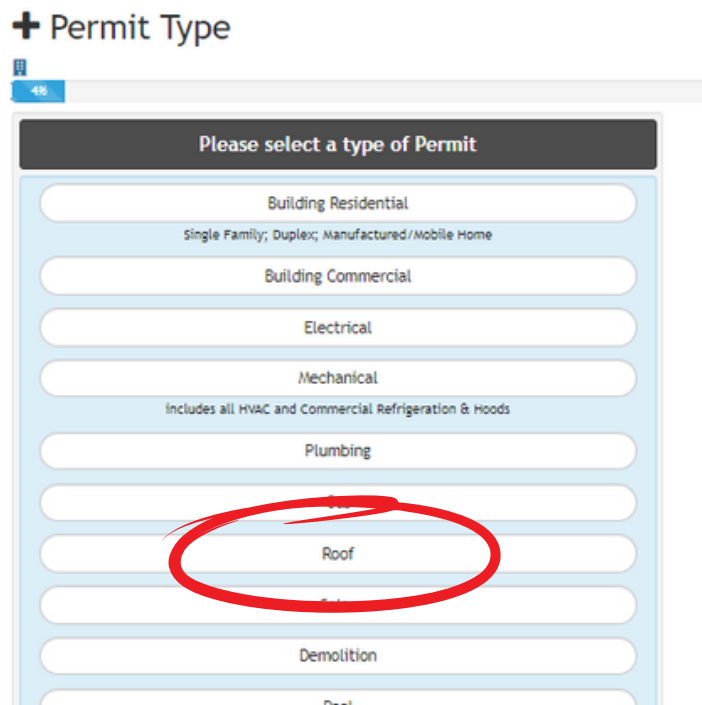 Permit Type
4%
Please select a type of Permit
Building Residential
Single Family; Duplex; Manufactured/Mobile Home
Building Commercial
Electrical
Mechanical
includes all HVAC and Commercial Refrigeration & Hoods
Plumbing
Roof
Demolition